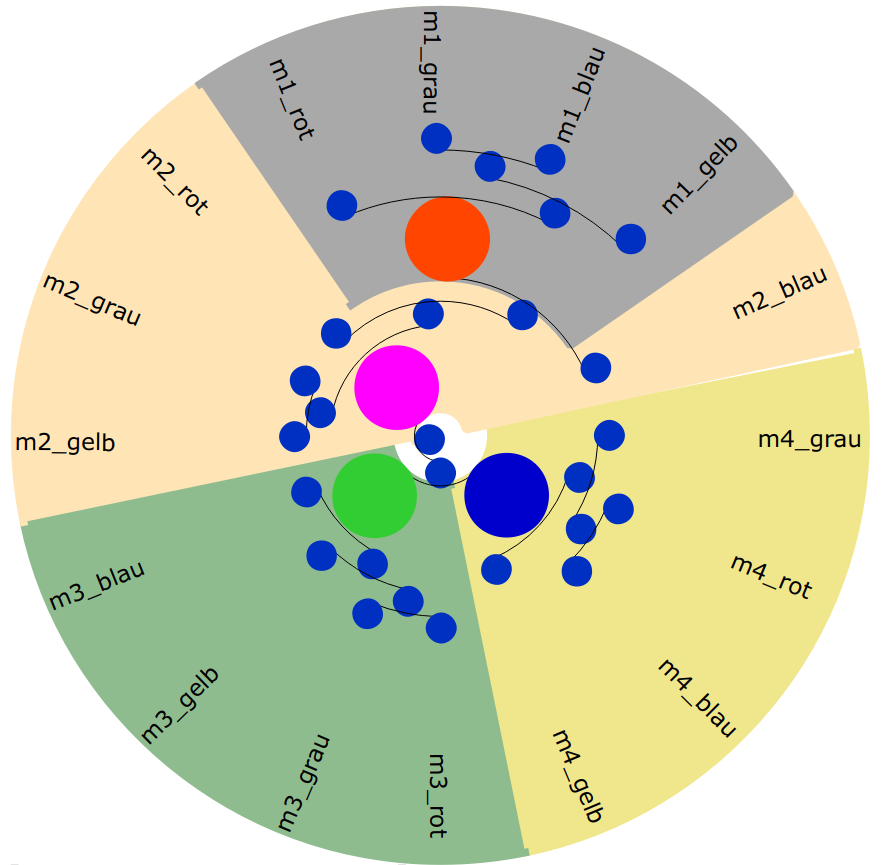 m1_rot
m1_grau
m1_blau
m1_gelb
m2_rot
m2_grau
m2_gelb
m2_blau
m4_grau
m4_rot
m4_blau
m4_gelb
m3_blau
m3_gelb
m3_grau
m3_rot